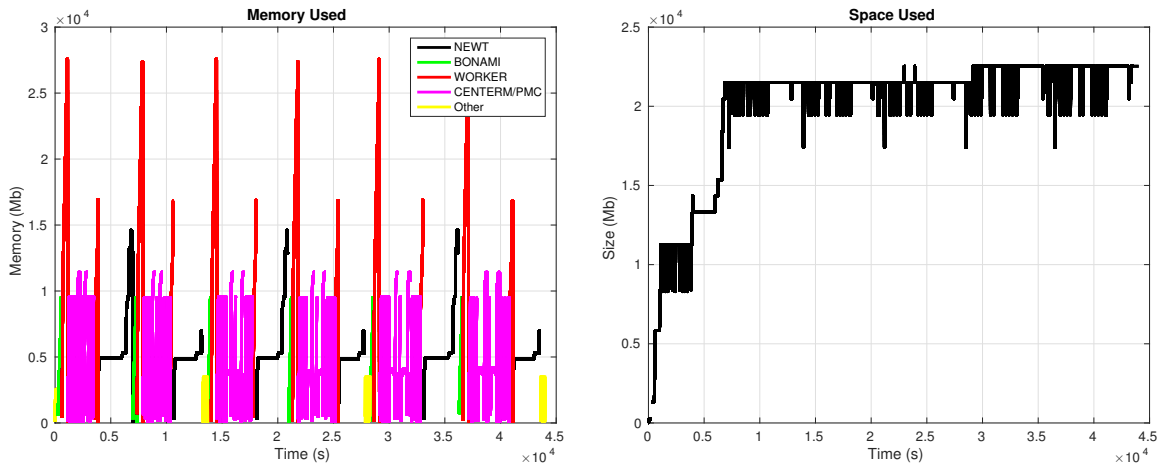 Memory Used
×10^4
3
2.5
2
1.5
1
0.5
0
Memory (Mb)
NEWT
BONAMI
WORKER
CENTERM/PMC
Other
0 0.5 1 1.5 2 2.5 3 3.5 4 4.5
Time (s)
×10^4
Space Used
×10^4
2.5
2
1.5
1
0.5
0
Size (Mb)
0 0.5 1 1.5 2 2.5 3 3.5 4 4.5
Time (s)
×10^4